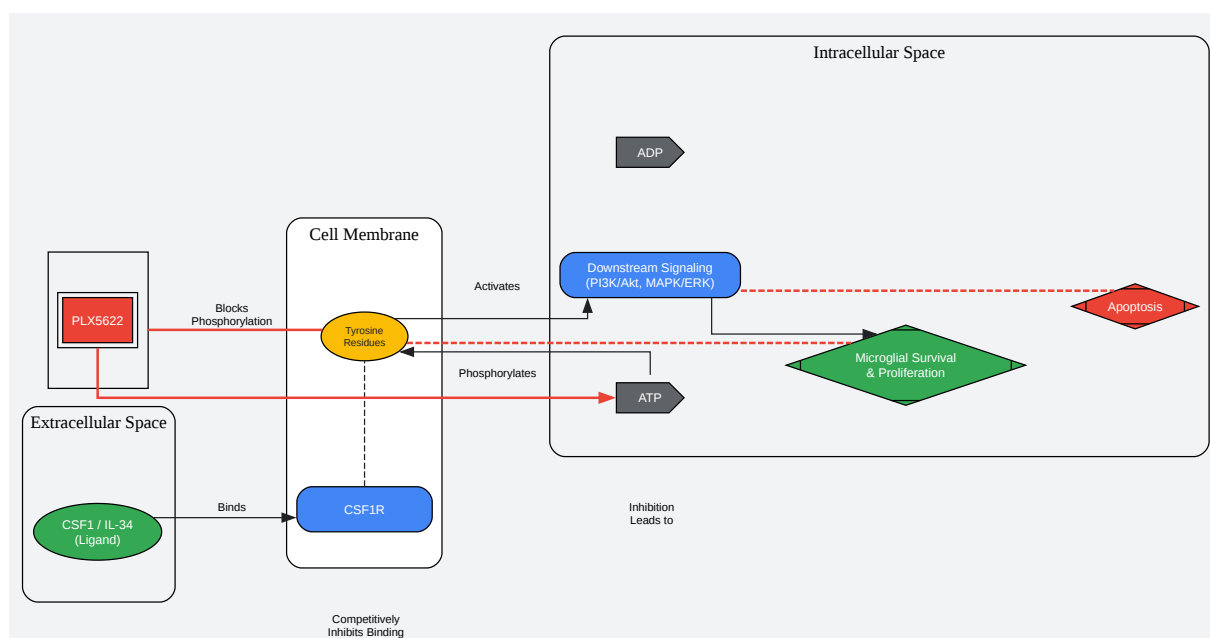 Intracellular Space
ADP
Cell Membrane
Downstream Signaling
(PI3K/Akt, MAPK/ERK)
Activates
Apoptosis
PLX5622
Blocks
Phosphorylation
Tyrosine
Residues
Microglial Survival
& Proliferation
Phosphorylates
ATP
Extracellular Space
CSF1 / IL-34
(Ligand)
Binds
CSF1R
Inhibition
Leads to
Competitively
Inhibits Binding